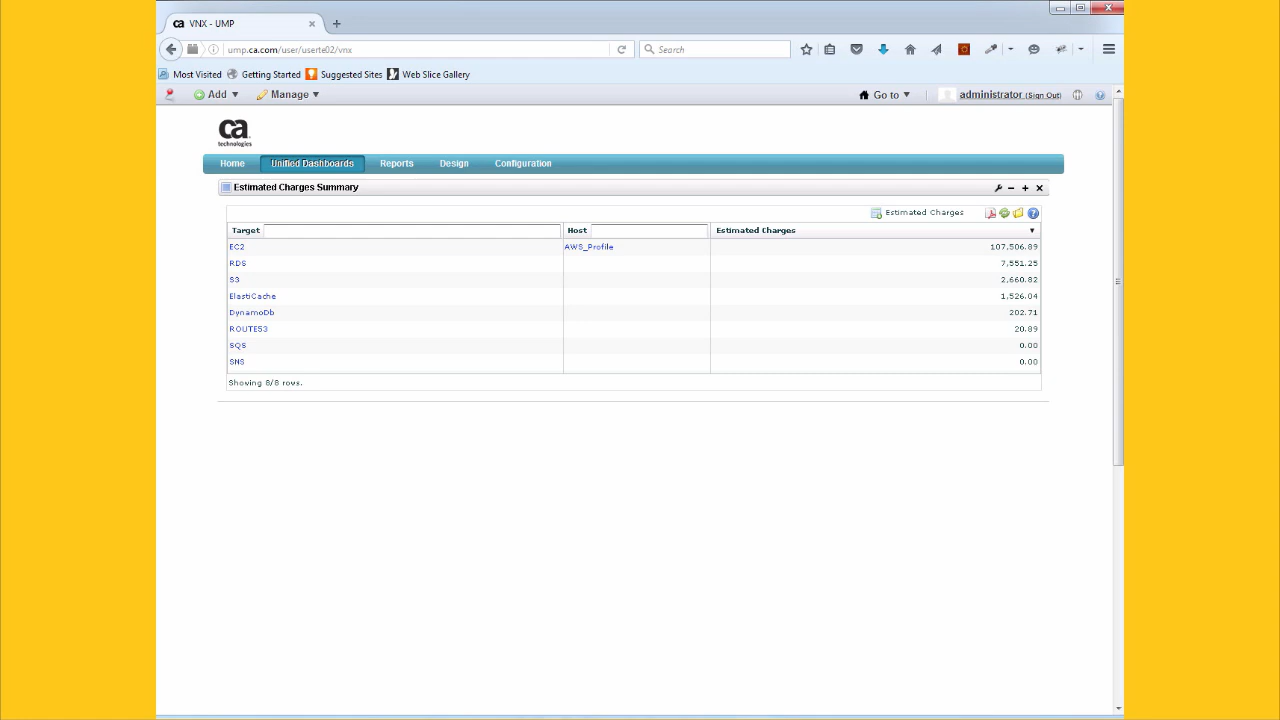 VNX - UMP
ump.ca.com/user/userte02/vnx
Search
Most Visited Getting Started Suggested Sites Web Slice Gallery
Add Manage Go to administrator (Sign Out)
ca
technologies
Home Unified Dashboards Reports Design Configuration
Estimated Charges Summary
Estimated Charges
Target Host Estimated Charges
EC2 AWS_Profile 107,506.89
RDS 7,551.25
S3 2,660.82
ElastiCache 1,526.04
DynamoDb 202.71
ROUTE53 20.89
SQS 0.00
SNS 0.00
Showing 8/8 rows.